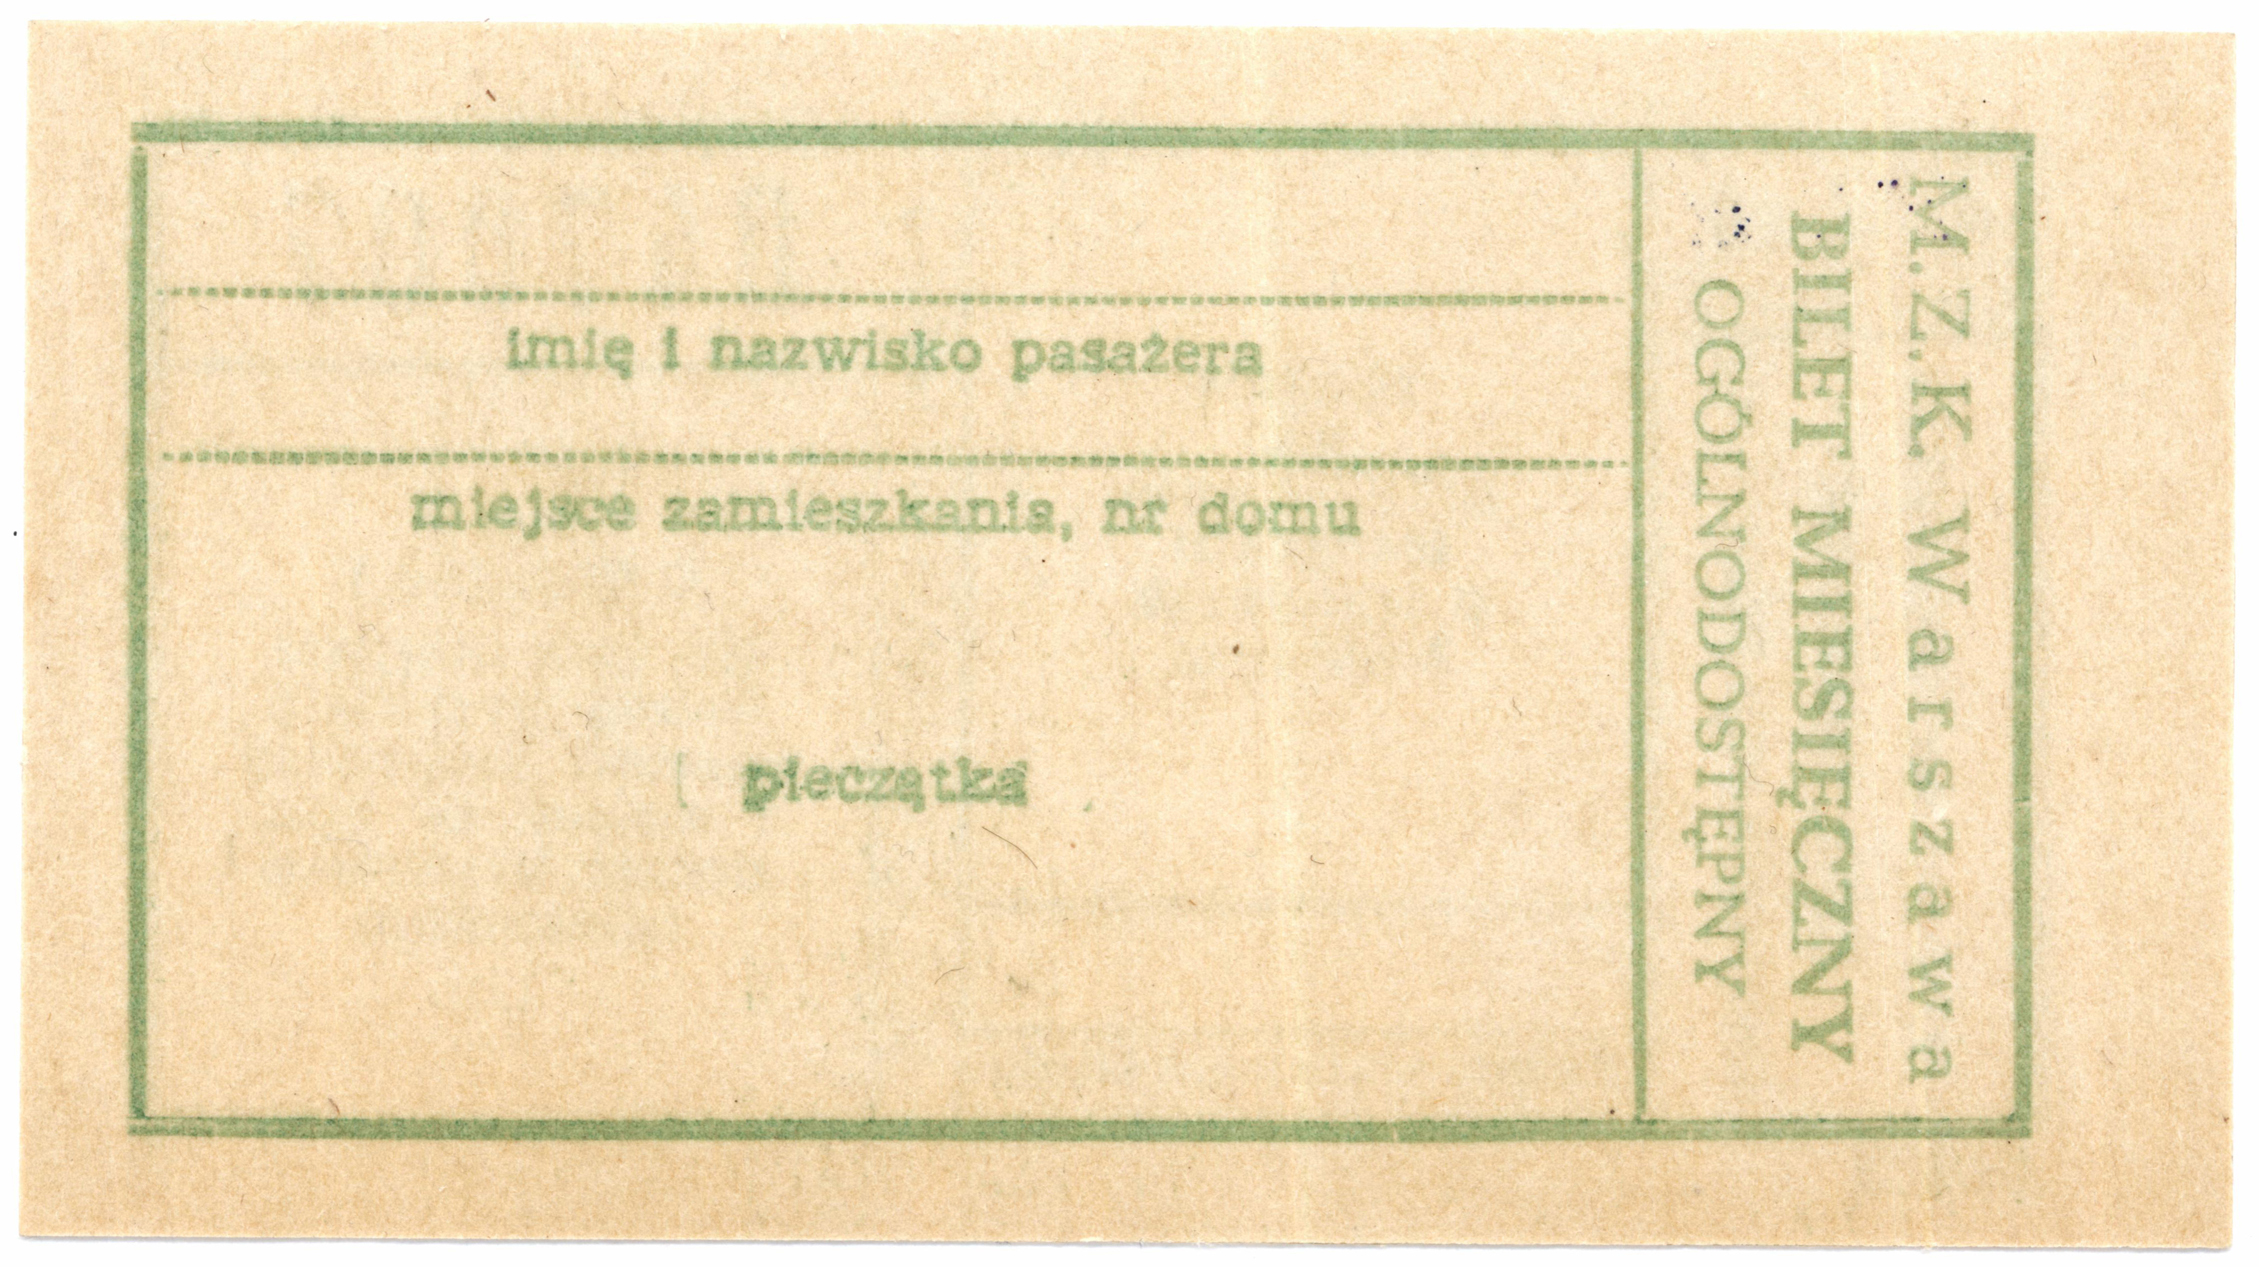 imię i nazwisko pasażera
miejsce zamieszkania, nr domu
pieczątka
M.Z.K. Warszawa
BILET MIESIĘCZNY
OGÓLNODOSTĘPNY